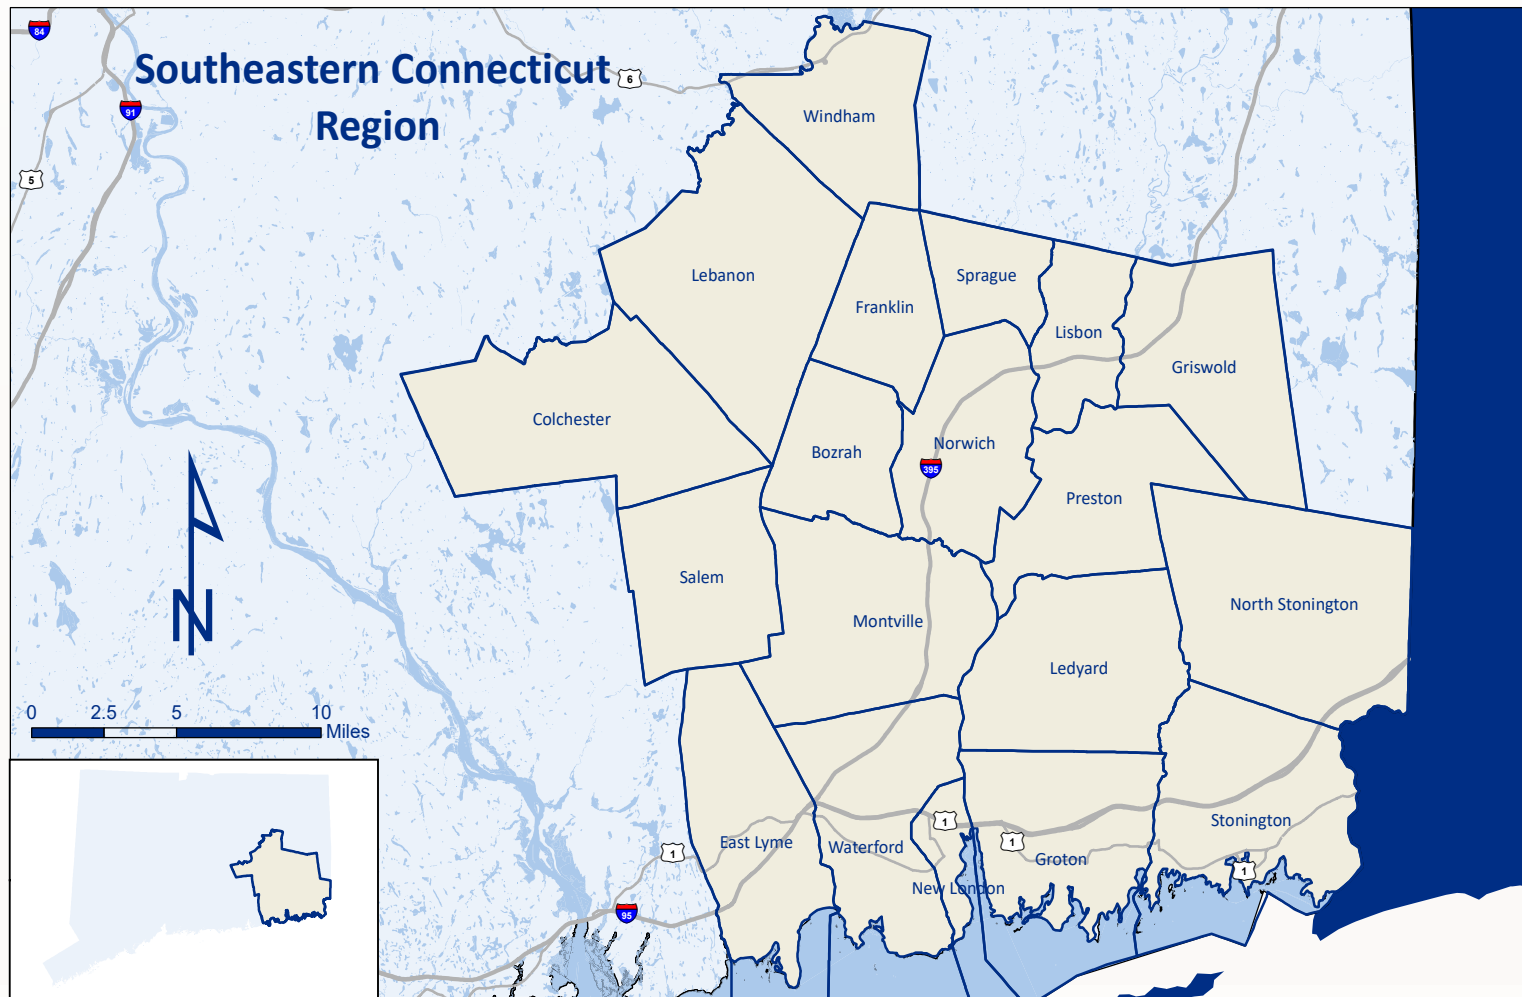 84
Southeastern Connecticut
Region
6
91
5
Windham
Lebanon
Sprague
Franklin
Lisbon
Griswold
Colchester
Norwich
Bozrah
395
Preston
Salem
North Stonington
Montville
Ledyard
N
0 2.5 5 10
Miles
1
Stonington
East Lyme
Waterford
1
1
Groton
1
New London
95